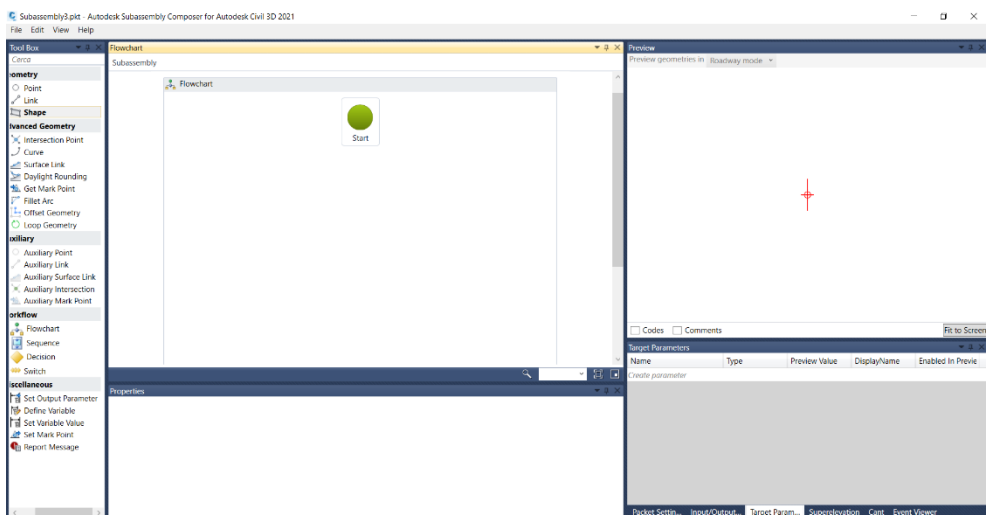 Subassembly3.pkt - Autodesk Subassembly Composer for Autodesk Civil 3D 2021
File Edit View Help
Tool Box
Cerca
ometry
Point
Link
Shape
lvanced Geometry
Intersection Point
Curve
Surface Link
Daylight Rounding
Get Mark Point
Fillet Arc
Offset Geometry
Loop Geometry
uxiliary
Auxiliary Point
Auxiliary Link
Auxiliary Surface Link
Auxiliary Intersection
Auxiliary Mark Point
orkflow
Flowchart
Sequence
Decision
Switch
iscellaneous
Set Output Parameter
Define Variable
Set Variable Value
Set Mark Point
Report Message
Flowchart
Subassembly
Flowchart
Start
Properties
Preview
Preview geometries in Roadway mode
Codes Comments Fit to Screen
Target Parameters
Name Type Preview Value DisplayName Enabled In Previe
Create parameter
Packet Settin... Input/Output... Target Param... Superelevation Cant Event Viewer